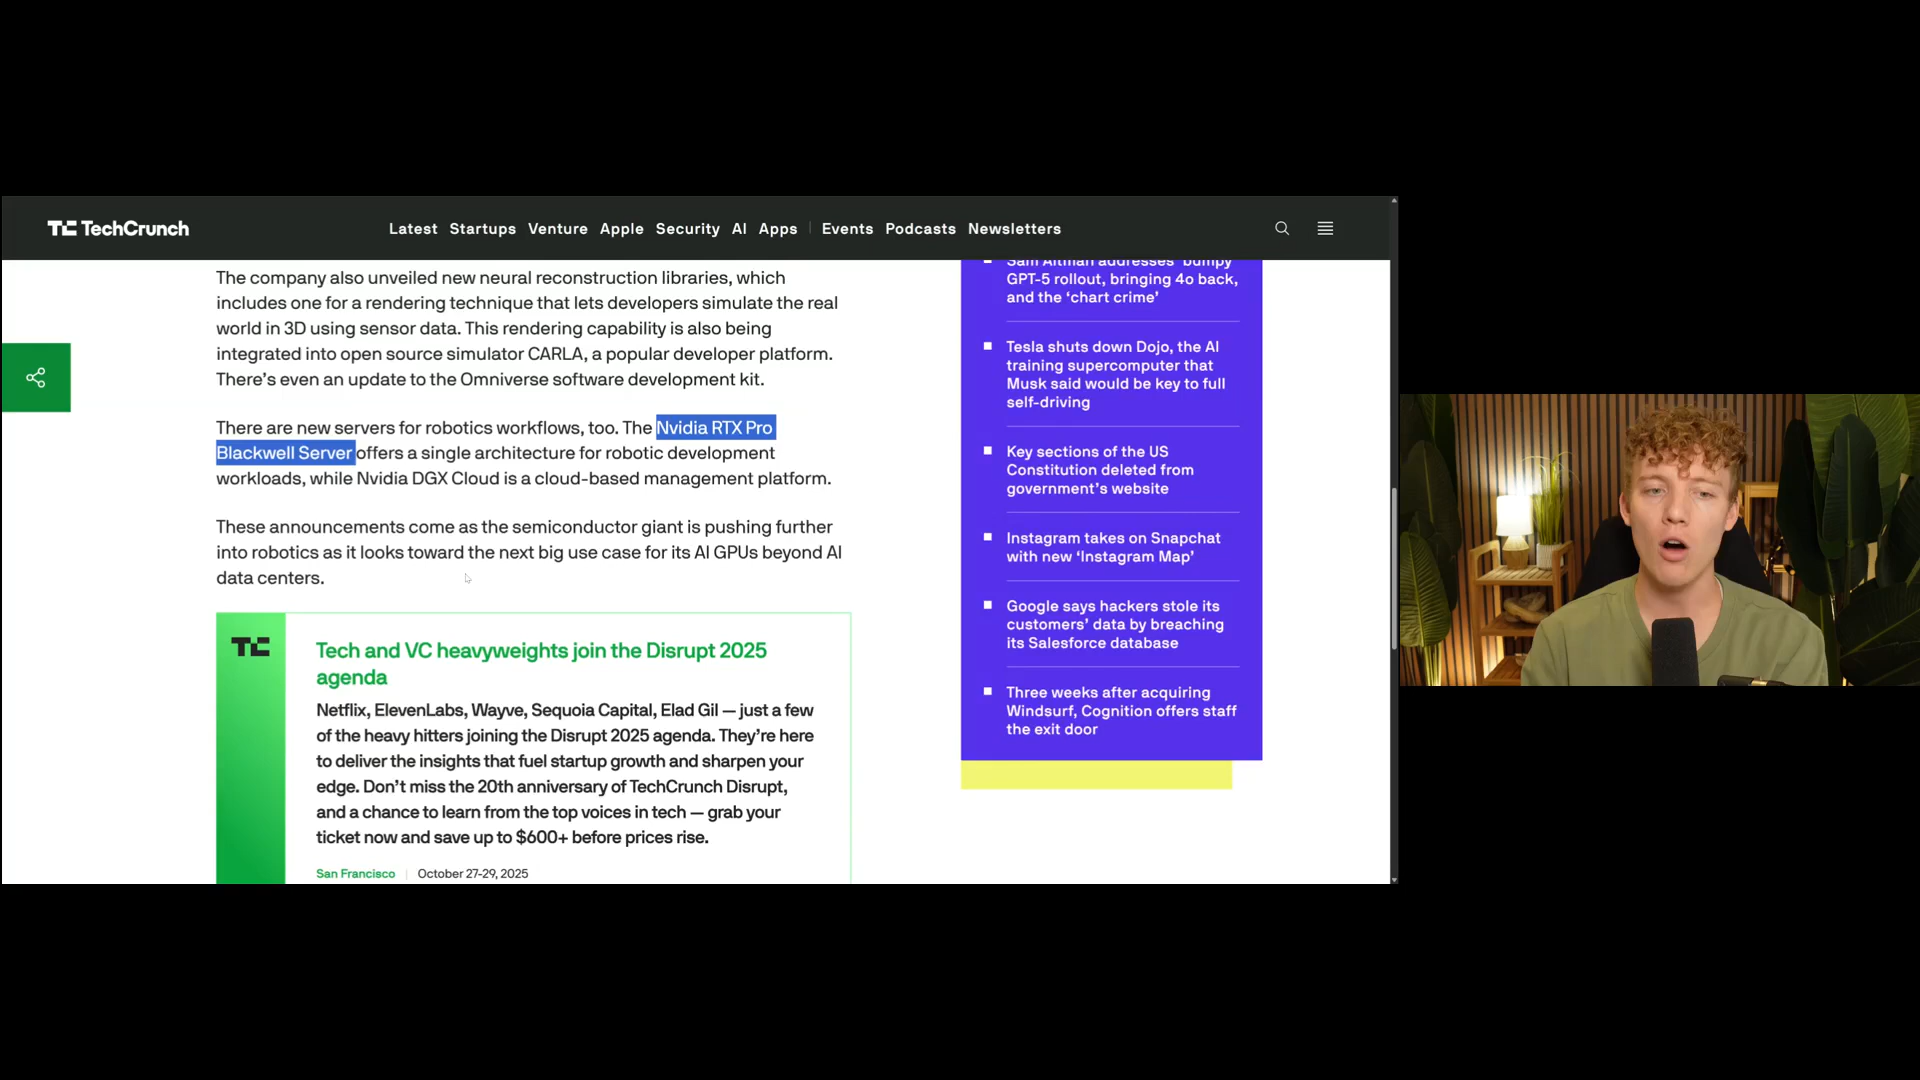 TechCrunch
Latest Startups Venture Apple Security AI Apps Events Podcasts Newsletters
The company also unveiled new neural reconstruction libraries, which
includes one for a rendering technique that lets developers simulate the real
world in 3D using sensor data. This rendering capability is also being
integrated into open source simulator CARLA, a popular developer platform.
There's even an update to the Omniverse software development kit.
There are new servers for robotics workflows, too. The Nvidia RTX Pro
Blackwell Server offers a single architecture for robotic development
workloads, while Nvidia DGX Cloud is a cloud-based management platform.
These announcements come as the semiconductor giant is pushing further
into robotics as it looks toward the next big use case for its AI GPUs beyond AI
data centers.
TC
Tech and VC heavyweights join the Disrupt 2025
agenda
Netflix, ElevenLabs, Wayve, Sequoia Capital, Elad Gil — just a few
of the heavy hitters joining the Disrupt 2025 agenda. They're here
to deliver the insights that fuel startup growth and sharpen your
edge. Don't miss the 20th anniversary of TechCrunch Disrupt,
and a chance to learn from the top voices in tech — grab your
ticket now and save up to $600+ before prices rise.
San Francisco | October 27-29, 2025
Sam Altman addresses 'bumpy
GPT-5 rollout, bringing 4o back,
and the 'chart crime'
Tesla shuts down Dojo, the AI
training supercomputer that
Musk said would be key to full
self-driving
Key sections of the US
Constitution deleted from
government's website
Instagram takes on Snapchat
with new 'Instagram Map'
Google says hackers stole its
customers' data by breaching
its Salesforce database
Three weeks after acquiring
Windsurf, Cognition offers staff
the exit door